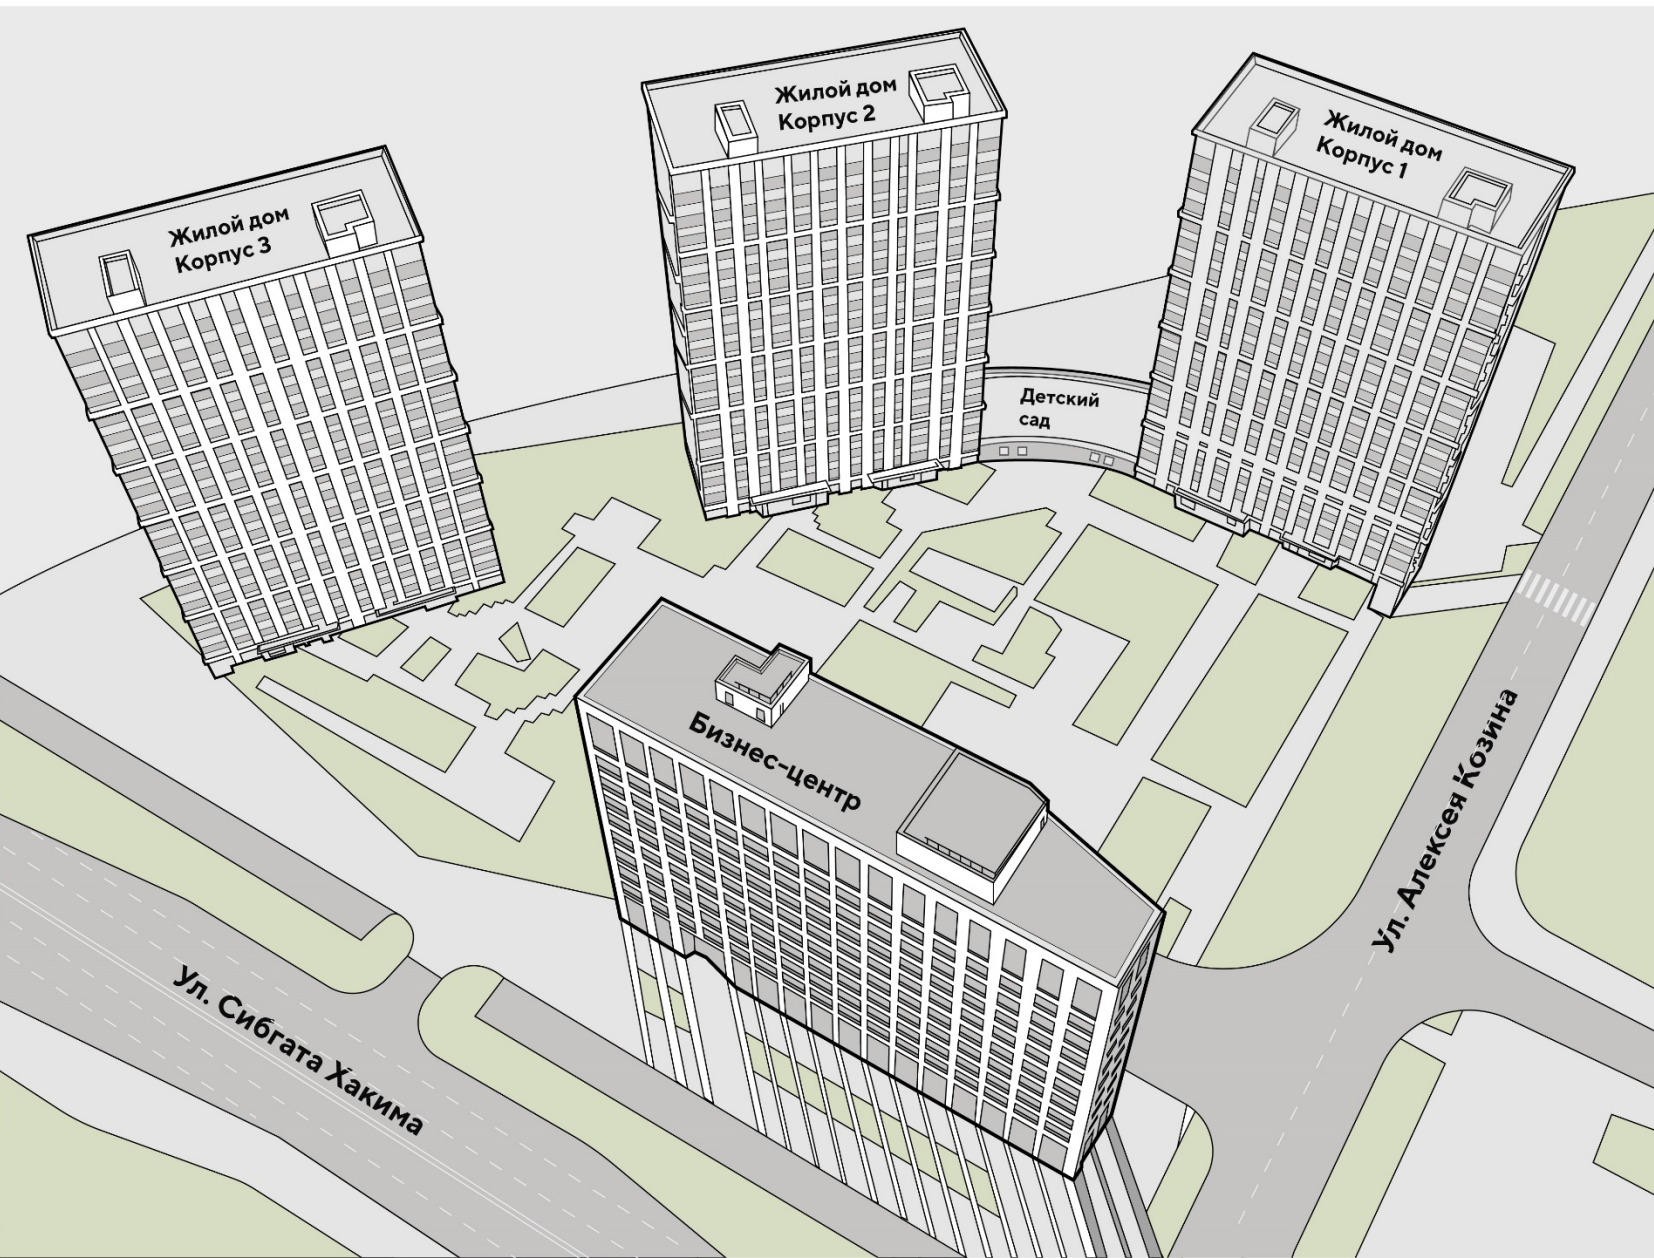 Жилой дом
Корпус 3
Жилой дом
Корпус 2
Жилой дом
Корпус 1
Детский
сад
Бизнес-центр
Ул. Алексея Козина
Ул. Сибгата Хакима